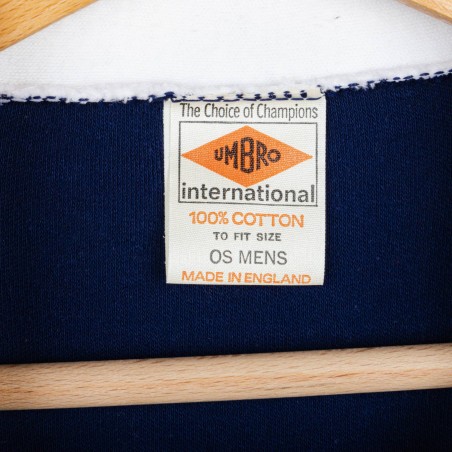 The Choice of Champions
UMBRO
international
100% COTTON
TO FIT SIZE
OS MENS
MADE IN ENGLAND